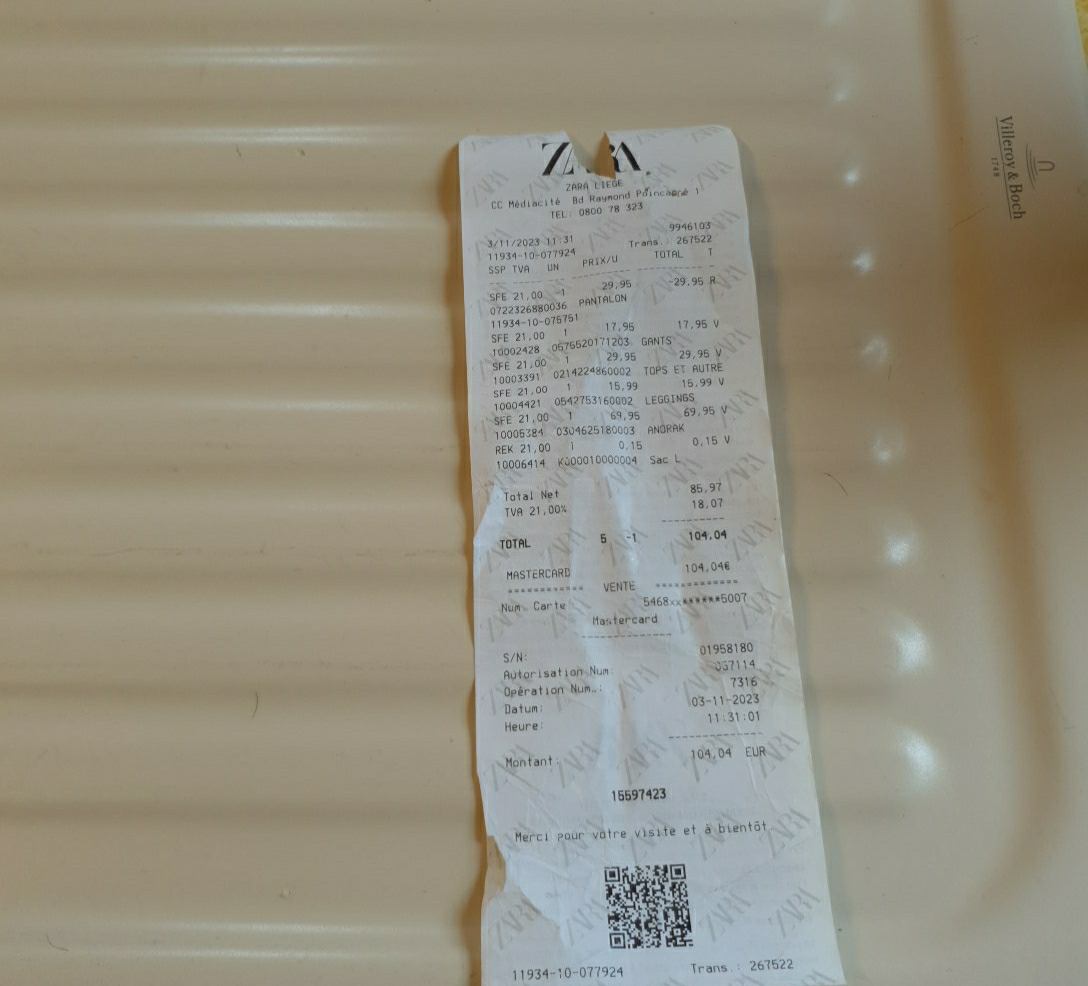 ZARA
ZARA LIEGE
CC Médiacité Bd Raymond Poincaré 1
TEL: 0800 78 323
9946103
3/11/2023 11:31 Trans.: 267522
11934-10-077924
SSP TVA UN PRIX/U TOTAL T
SFE 21,00 -1 29,95 -29,95 R
0722326880036 PANTALON
11934-10-075751
SFE 21,00 1 17,95 17,95 V
10002428 0575520171203 GANTS
SFE 21,00 1 29,95 29,95 V
10003391 0214224860002 TOPS ET AUTRE
SFE 21,00 1 15,99 15,99 V
10004421 0542753160002 LEGGINGS
SFE 21,00 1 69,95 69,95 V
10005384 0304625180003 ANORAK
REK 21,00 1 0,15 0,15 V
10006414 K000010000004 Sac L
Total Net 85,97
TVA 21,00% 18,07
TOTAL 5 -1 104,04
MASTERCARD 104,04€
============ VENTE ============
Num. Carte 5468xx******5007
Mastercard
S/N: 01958180
Autorisation Num: 067114
Opération Num.: 7316
Datum: 03-11-2023
Heure: 11:31:01
Montant: 104,04 EUR
15597423
Merci pour votre visite et à bientôt
11934-10-077924 Trans.: 267522
Villeroy & Boch
1748